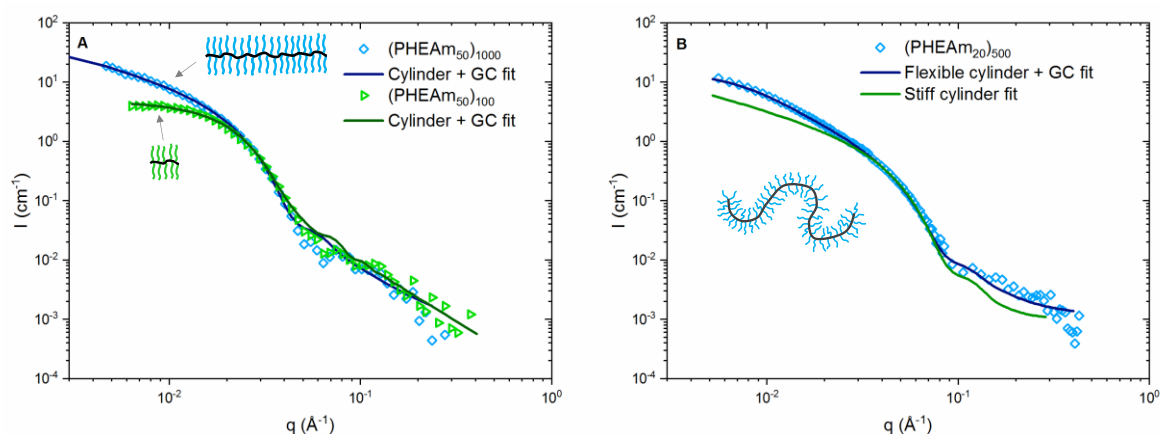 A
(PHEAm50)1000
Cylinder + GC fit
(PHEAm50)100
Cylinder + GC fit
10^2
10^1
10^0
10^-1
10^-2
10^-3
10^-4
I (cm^-1)
10^-2
10^-1
10^0
q (Å^-1)
B
(PHEAm20)500
Flexible cylinder + GC fit
Stiff cylinder fit
10^2
10^1
10^0
10^-1
10^-2
10^-3
10^-4
I (cm^-1)
10^-2
10^-1
10^0
q (Å^-1)